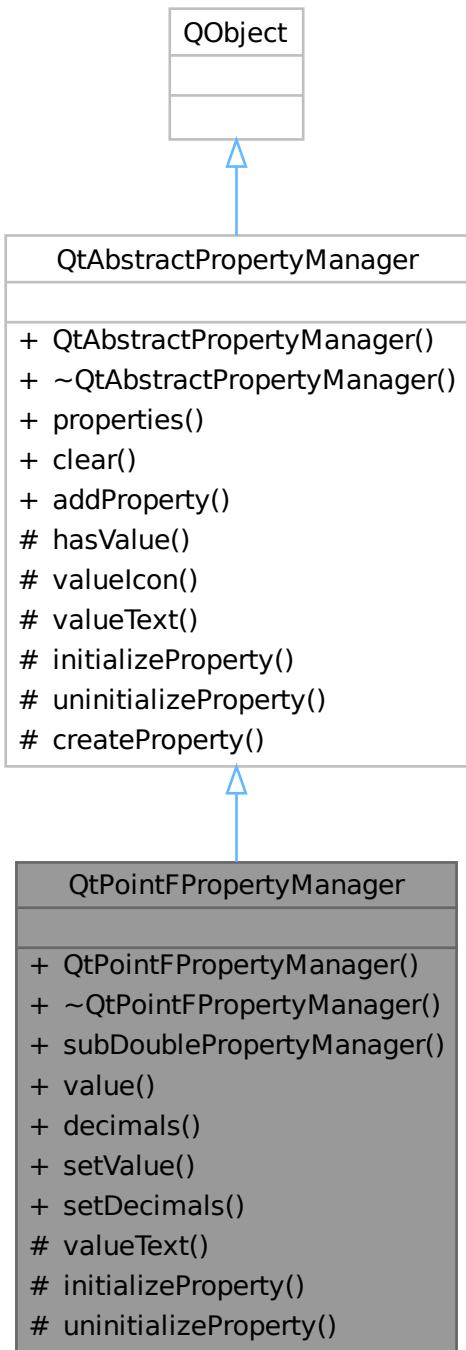 QObject
QtAbstractPropertyManager
+ QtAbstractPropertyManager()
+ ~QtAbstractPropertyManager()
+ properties()
+ clear()
+ addProperty()
# hasValue()
# valueIcon()
# valueText()
# initializeProperty()
# uninitializeProperty()
# createProperty()
QtPointFPropertyManager
+ QtPointFPropertyManager()
+ ~QtPointFPropertyManager()
+ subDoublePropertyManager()
+ value()
+ decimals()
+ setValue()
+ setDecimals()
# valueText()
# initializeProperty()
# uninitializeProperty()